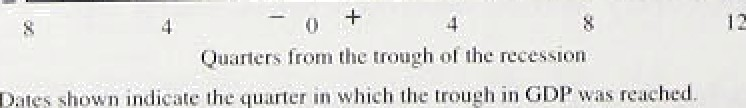 8 4 − 0 + 4 8 12
Quarters from the trough of the recession
Dates shown indicate the quarter in which the trough in GDP was reached.